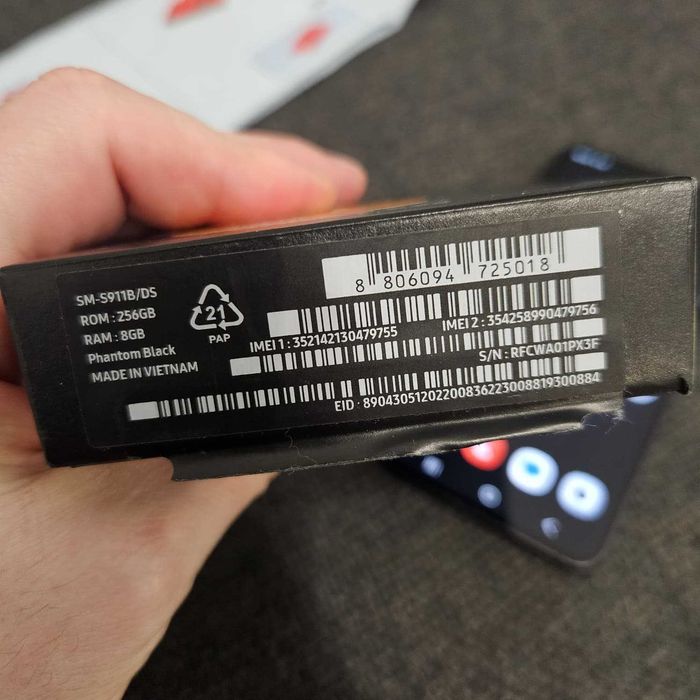 SM-S911B/DS
ROM : 256GB
RAM : 8GB
Phantom Black
MADE IN VIETNAM
21
PAP
8 806094 725018
IMEI 1 : 352142130479755
IMEI 2 : 354258990479756
S/N : RFCWA01PX3F
EID : 89043051202200836223008819300884